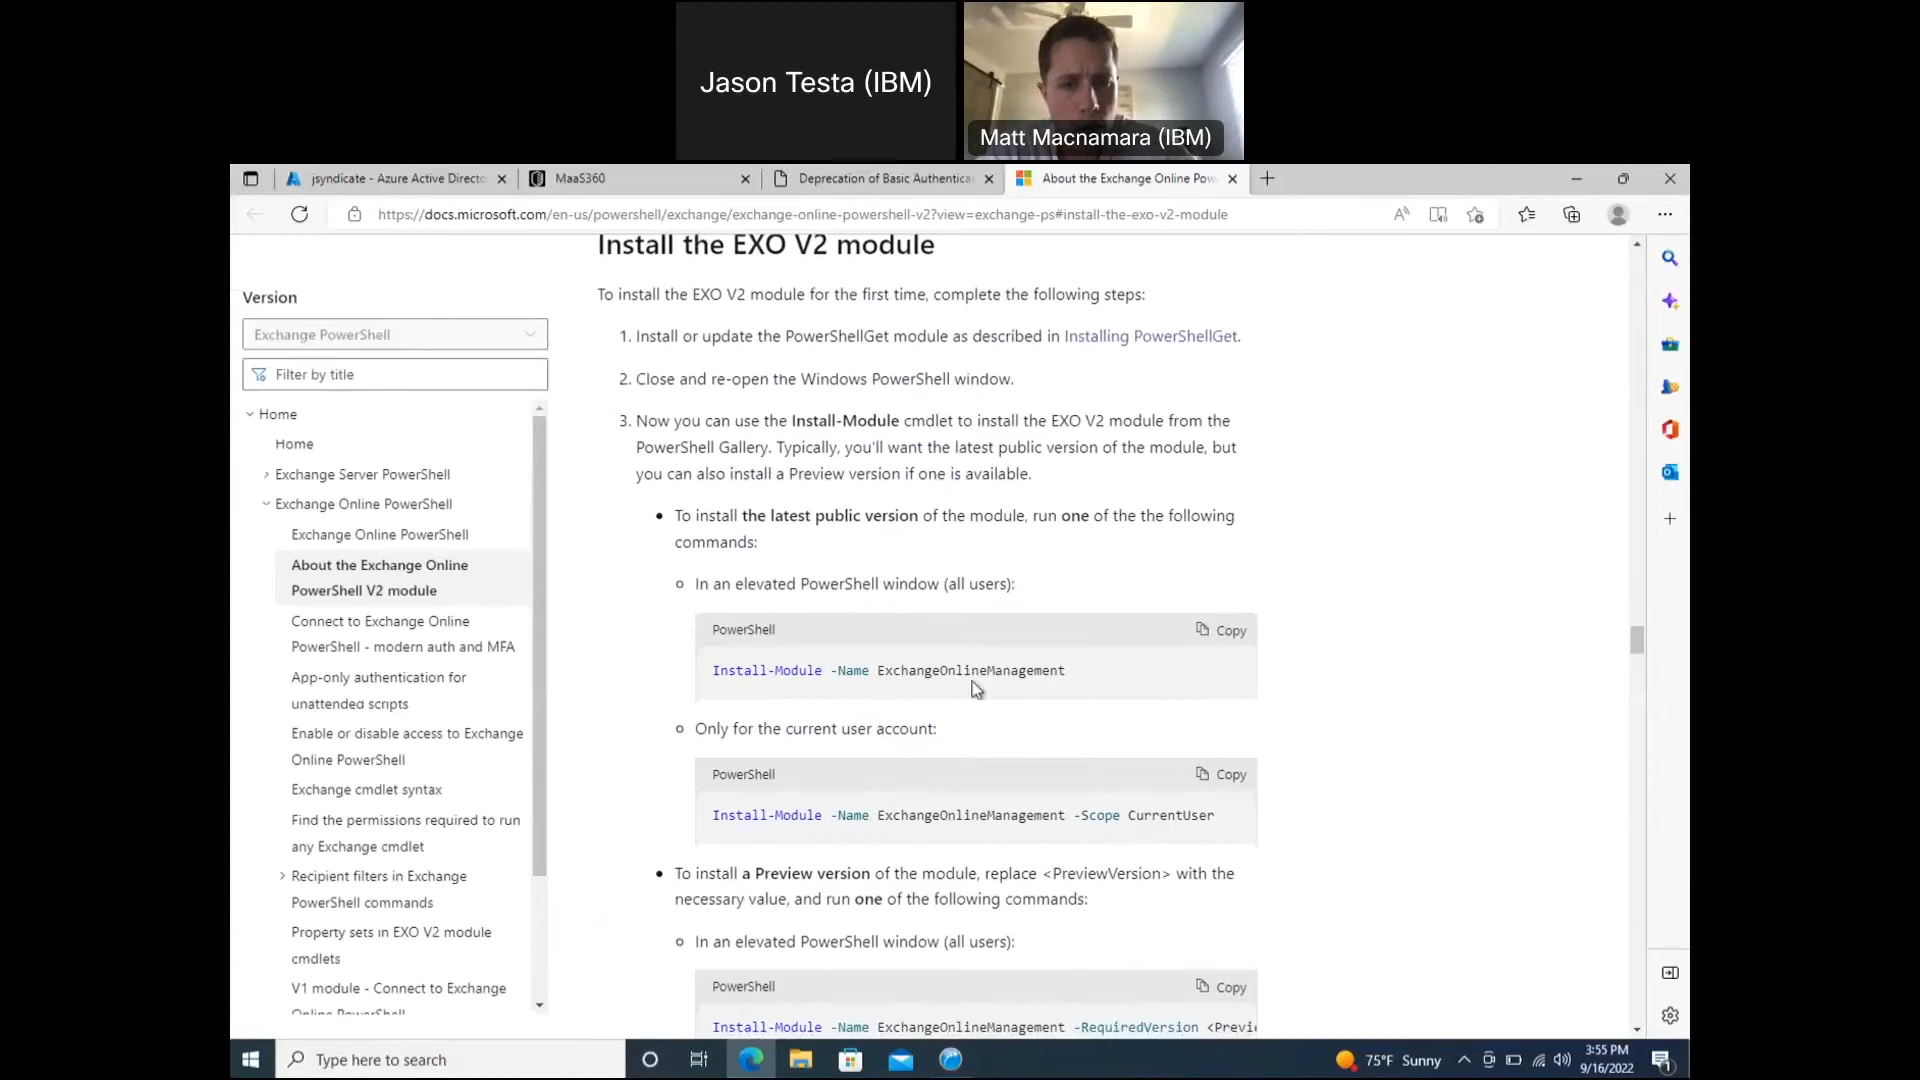 Jason Testa (IBM)
Matt Macnamara (IBM)
jsyndicate - Azure Active Directo
MaaS360
Deprecation of Basic Authentica
About the Exchange Online Pow
https://docs.microsoft.com/en-us/powershell/exchange/exchange-online-powershell-v2?view=exchange-ps#install-the-exo-v2-module
Install the EXO V2 module
Version
Exchange PowerShell
Filter by title
Home
Home
Exchange Server PowerShell
Exchange Online PowerShell
Exchange Online PowerShell
About the Exchange Online
PowerShell V2 module
Connect to Exchange Online
PowerShell - modern auth and MFA
App-only authentication for
unattended scripts
Enable or disable access to Exchange
Online PowerShell
Exchange cmdlet syntax
Find the permissions required to run
any Exchange cmdlet
Recipient filters in Exchange
PowerShell commands
Property sets in EXO V2 module
cmdlets
V1 module - Connect to Exchange
Online PowerShell
To install the EXO V2 module for the first time, complete the following steps:
1. Install or update the PowerShellGet module as described in Installing PowerShellGet.
2. Close and re-open the Windows PowerShell window.
3. Now you can use the Install-Module cmdlet to install the EXO V2 module from the
PowerShell Gallery. Typically, you'll want the latest public version of the module, but
you can also install a Preview version if one is available.
• To install the latest public version of the module, run one of the the following
commands:
○ In an elevated PowerShell window (all users):
PowerShell
Copy
Install-Module -Name ExchangeOnlineManagement
○ Only for the current user account:
PowerShell
Copy
Install-Module -Name ExchangeOnlineManagement -Scope CurrentUser
• To install a Preview version of the module, replace <PreviewVersion> with the
necessary value, and run one of the following commands:
○ In an elevated PowerShell window (all users):
PowerShell
Copy
Install-Module -Name ExchangeOnlineManagement -RequiredVersion <Previ
Type here to search
75°F Sunny
3:55 PM
9/16/2022
1